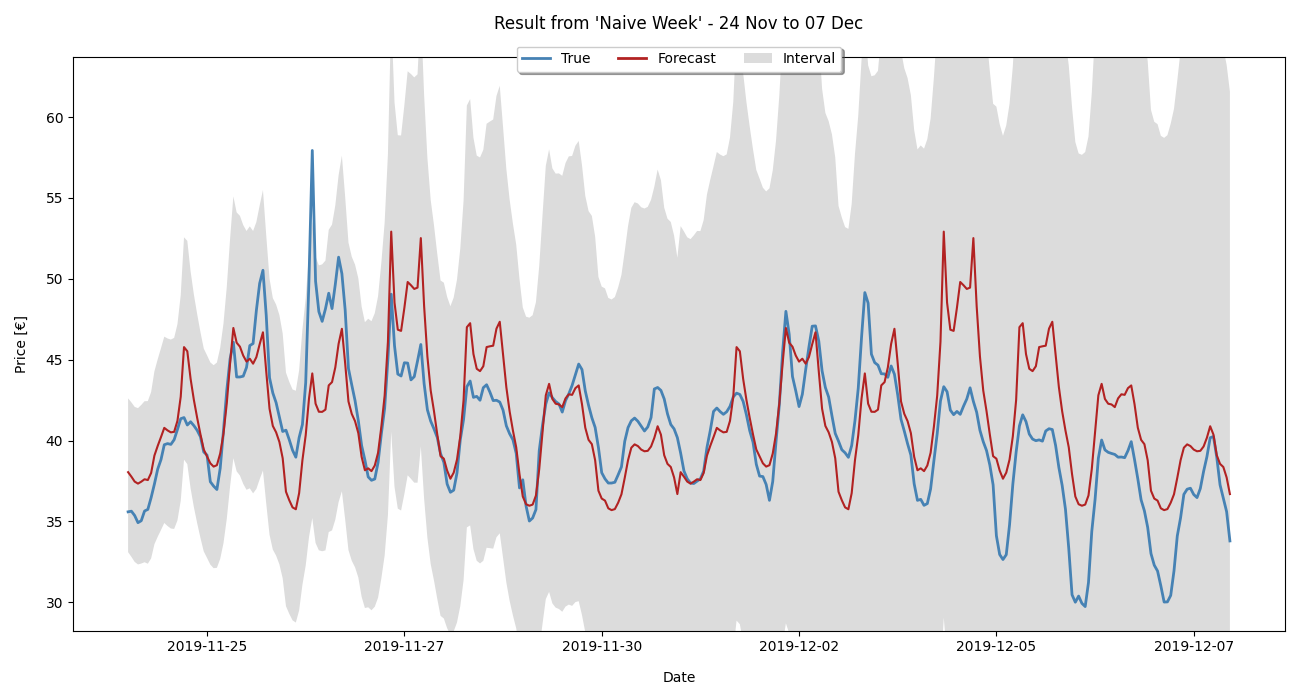 Result from 'Naive Week' - 24 Nov to 07 Dec
True Forecast Interval
60
55
50
45
40
35
30
Price [€]
2019-11-25 2019-11-27 2019-11-30 2019-12-02 2019-12-05 2019-12-07
Date